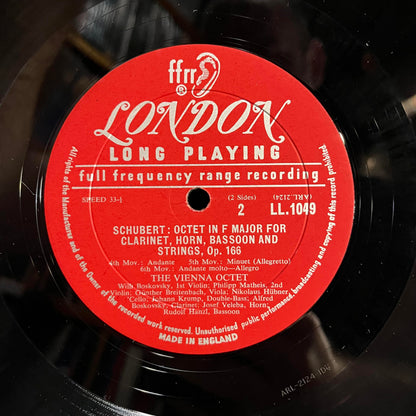 ffrr
®
LONDON
LONG PLAYING
full frequency range recording
SPEED 33-⅓ (2 Sides) (ARL.2124)
2 LL.1049
SCHUBERT: OCTET IN F MAJOR FOR
CLARINET, HORN, BASSOON AND
STRINGS, Op. 166
4th Mov.: Andante 5th Mov.: Minuet (Allegretto)
6th Mov.: Andante molto—Allegro
THE VIENNA OCTET
Willi Boskovsky, 1st Violin; Philipp Matheis, 2nd
Violin; Günther Breitenbach, Viola; Nikolaus Hübner
'Cello; Johann Krump, Double-Bass; Alfred
Boskovsky, Clarinet; Josef Veleba, Horn;
Rudolf Hanzl, Bassoon
All rights of the Manufacturer and of the Owner of the recorded work reserved. Unauthorised public performance, broadcasting and copying of this record prohibited
MADE IN ENGLAND